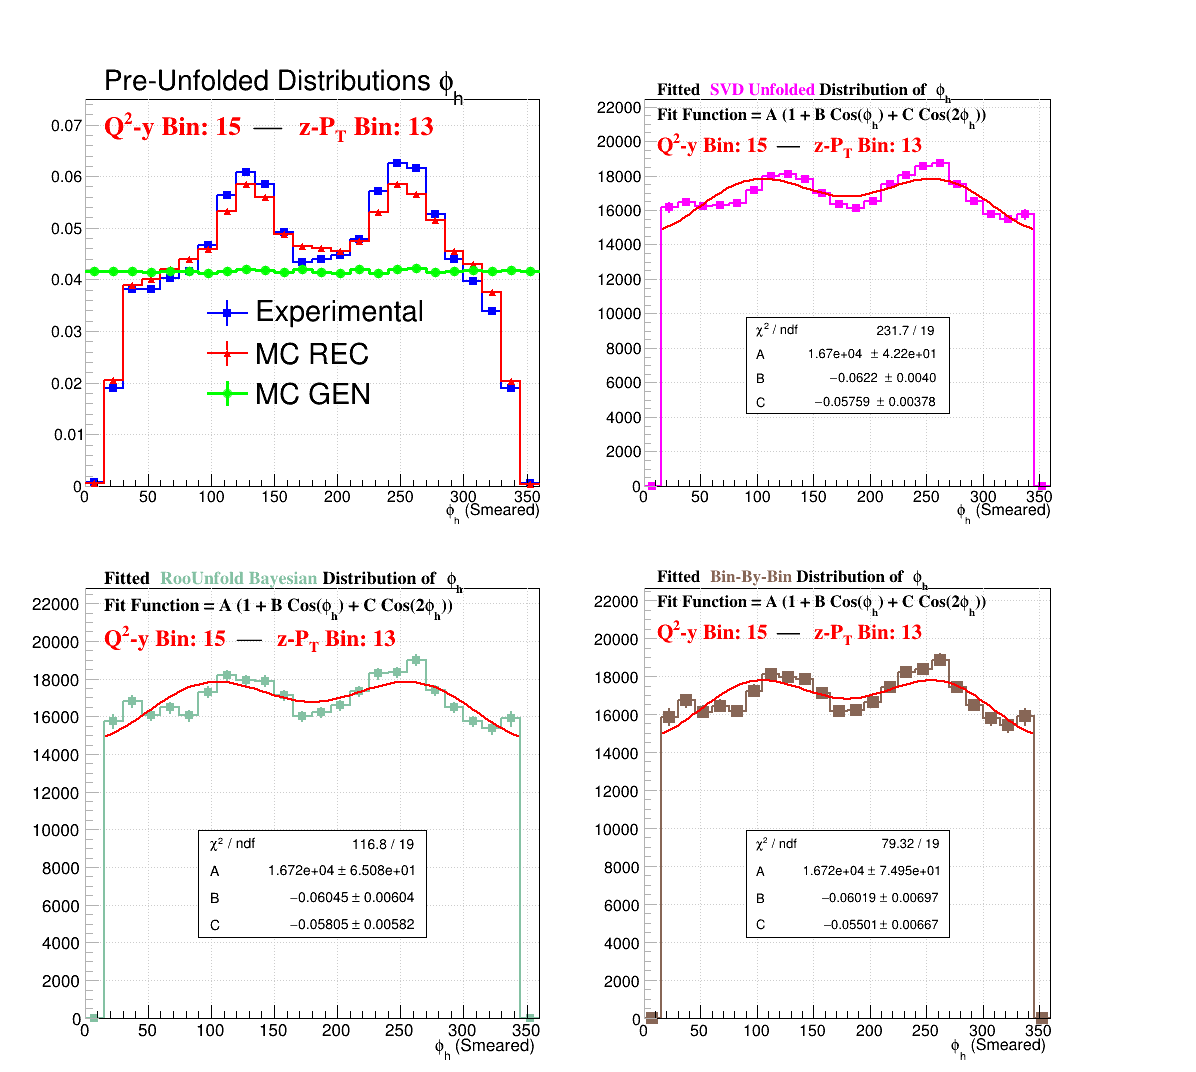 Pre-Unfolded Distributions ϕh
Q²-y Bin: 15 — z-PT Bin: 13
0.07
0.06
0.05
0.04
0.03
0.02
0.01
0
Experimental
MC REC
MC GEN
0 50 100 150 200 250 300 350
ϕh (Smeared)
Fitted SVD Unfolded Distribution of ϕh
Fit Function = A (1 + B Cos(ϕh) + C Cos(2ϕh))
Q²-y Bin: 15 — z-PT Bin: 13
22000
20000
18000
16000
14000
12000
10000
8000
6000
4000
2000
0
χ² / ndf 231.7 / 19
A 1.67e+04 ± 4.22e+01
B −0.0622 ± 0.0040
C −0.05759 ± 0.00378
0 50 100 150 200 250 300 350
ϕh (Smeared)
Fitted RooUnfold Bayesian Distribution of ϕh
Fit Function = A (1 + B Cos(ϕh) + C Cos(2ϕh))
Q²-y Bin: 15 — z-PT Bin: 13
22000
20000
18000
16000
14000
12000
10000
8000
6000
4000
2000
0
χ² / ndf 116.8 / 19
A 1.672e+04 ± 6.508e+01
B −0.06045 ± 0.00604
C −0.05805 ± 0.00582
0 50 100 150 200 250 300 350
ϕh (Smeared)
Fitted Bin-By-Bin Distribution of ϕh
Fit Function = A (1 + B Cos(ϕh) + C Cos(2ϕh))
Q²-y Bin: 15 — z-PT Bin: 13
22000
20000
18000
16000
14000
12000
10000
8000
6000
4000
2000
0
χ² / ndf 79.32 / 19
A 1.672e+04 ± 7.495e+01
B −0.06019 ± 0.00697
C −0.05501 ± 0.00667
0 50 100 150 200 250 300 350
ϕh (Smeared)